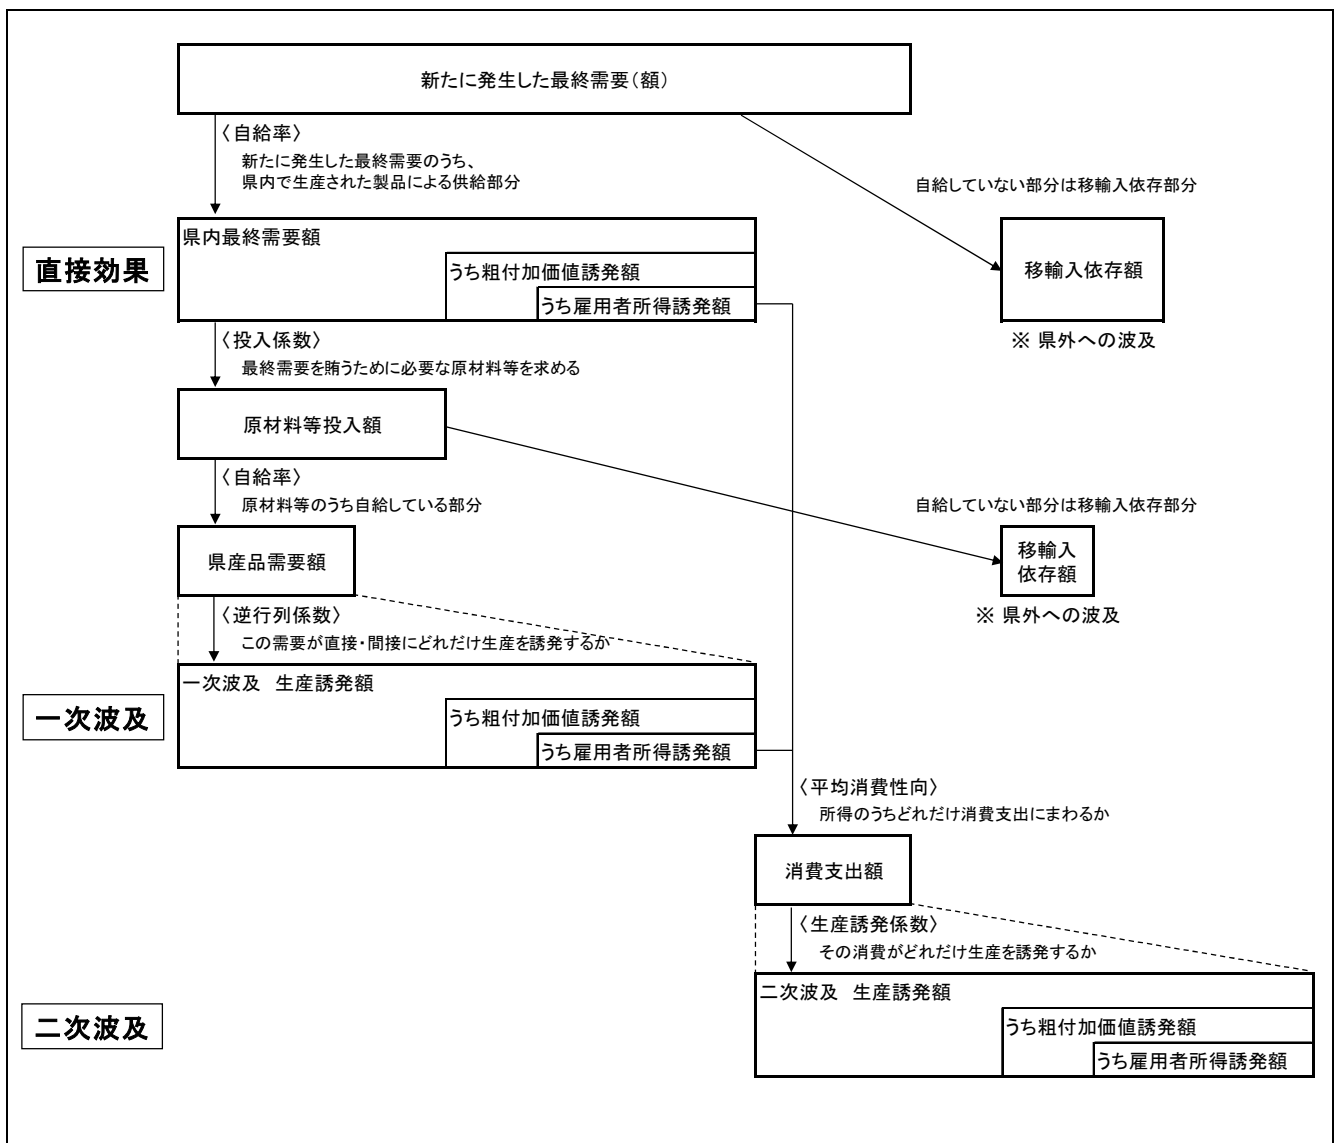 新たに発生した最終需要(額)
〈自給率〉
新たに発生した最終需要のうち、
県内で生産された製品による供給部分
自給していない部分は移輸入依存部分
直接効果
県内最終需要額
うち粗付加価値誘発額
うち雇用者所得誘発額
移輸入依存額
※ 県外への波及
〈投入係数〉
最終需要を賄うために必要な原材料等を求める
原材料等投入額
〈自給率〉
原材料等のうち自給している部分
自給していない部分は移輸入依存部分
県産品需要額
移輸入
依存額
※ 県外への波及
〈逆行列係数〉
この需要が直接・間接にどれだけ生産を誘発するか
一次波及
一次波及 生産誘発額
うち粗付加価値誘発額
うち雇用者所得誘発額
〈平均消費性向〉
所得のうちどれだけ消費支出にまわるか
消費支出額
〈生産誘発係数〉
その消費がどれだけ生産を誘発するか
二次波及
二次波及 生産誘発額
うち粗付加価値誘発額
うち雇用者所得誘発額